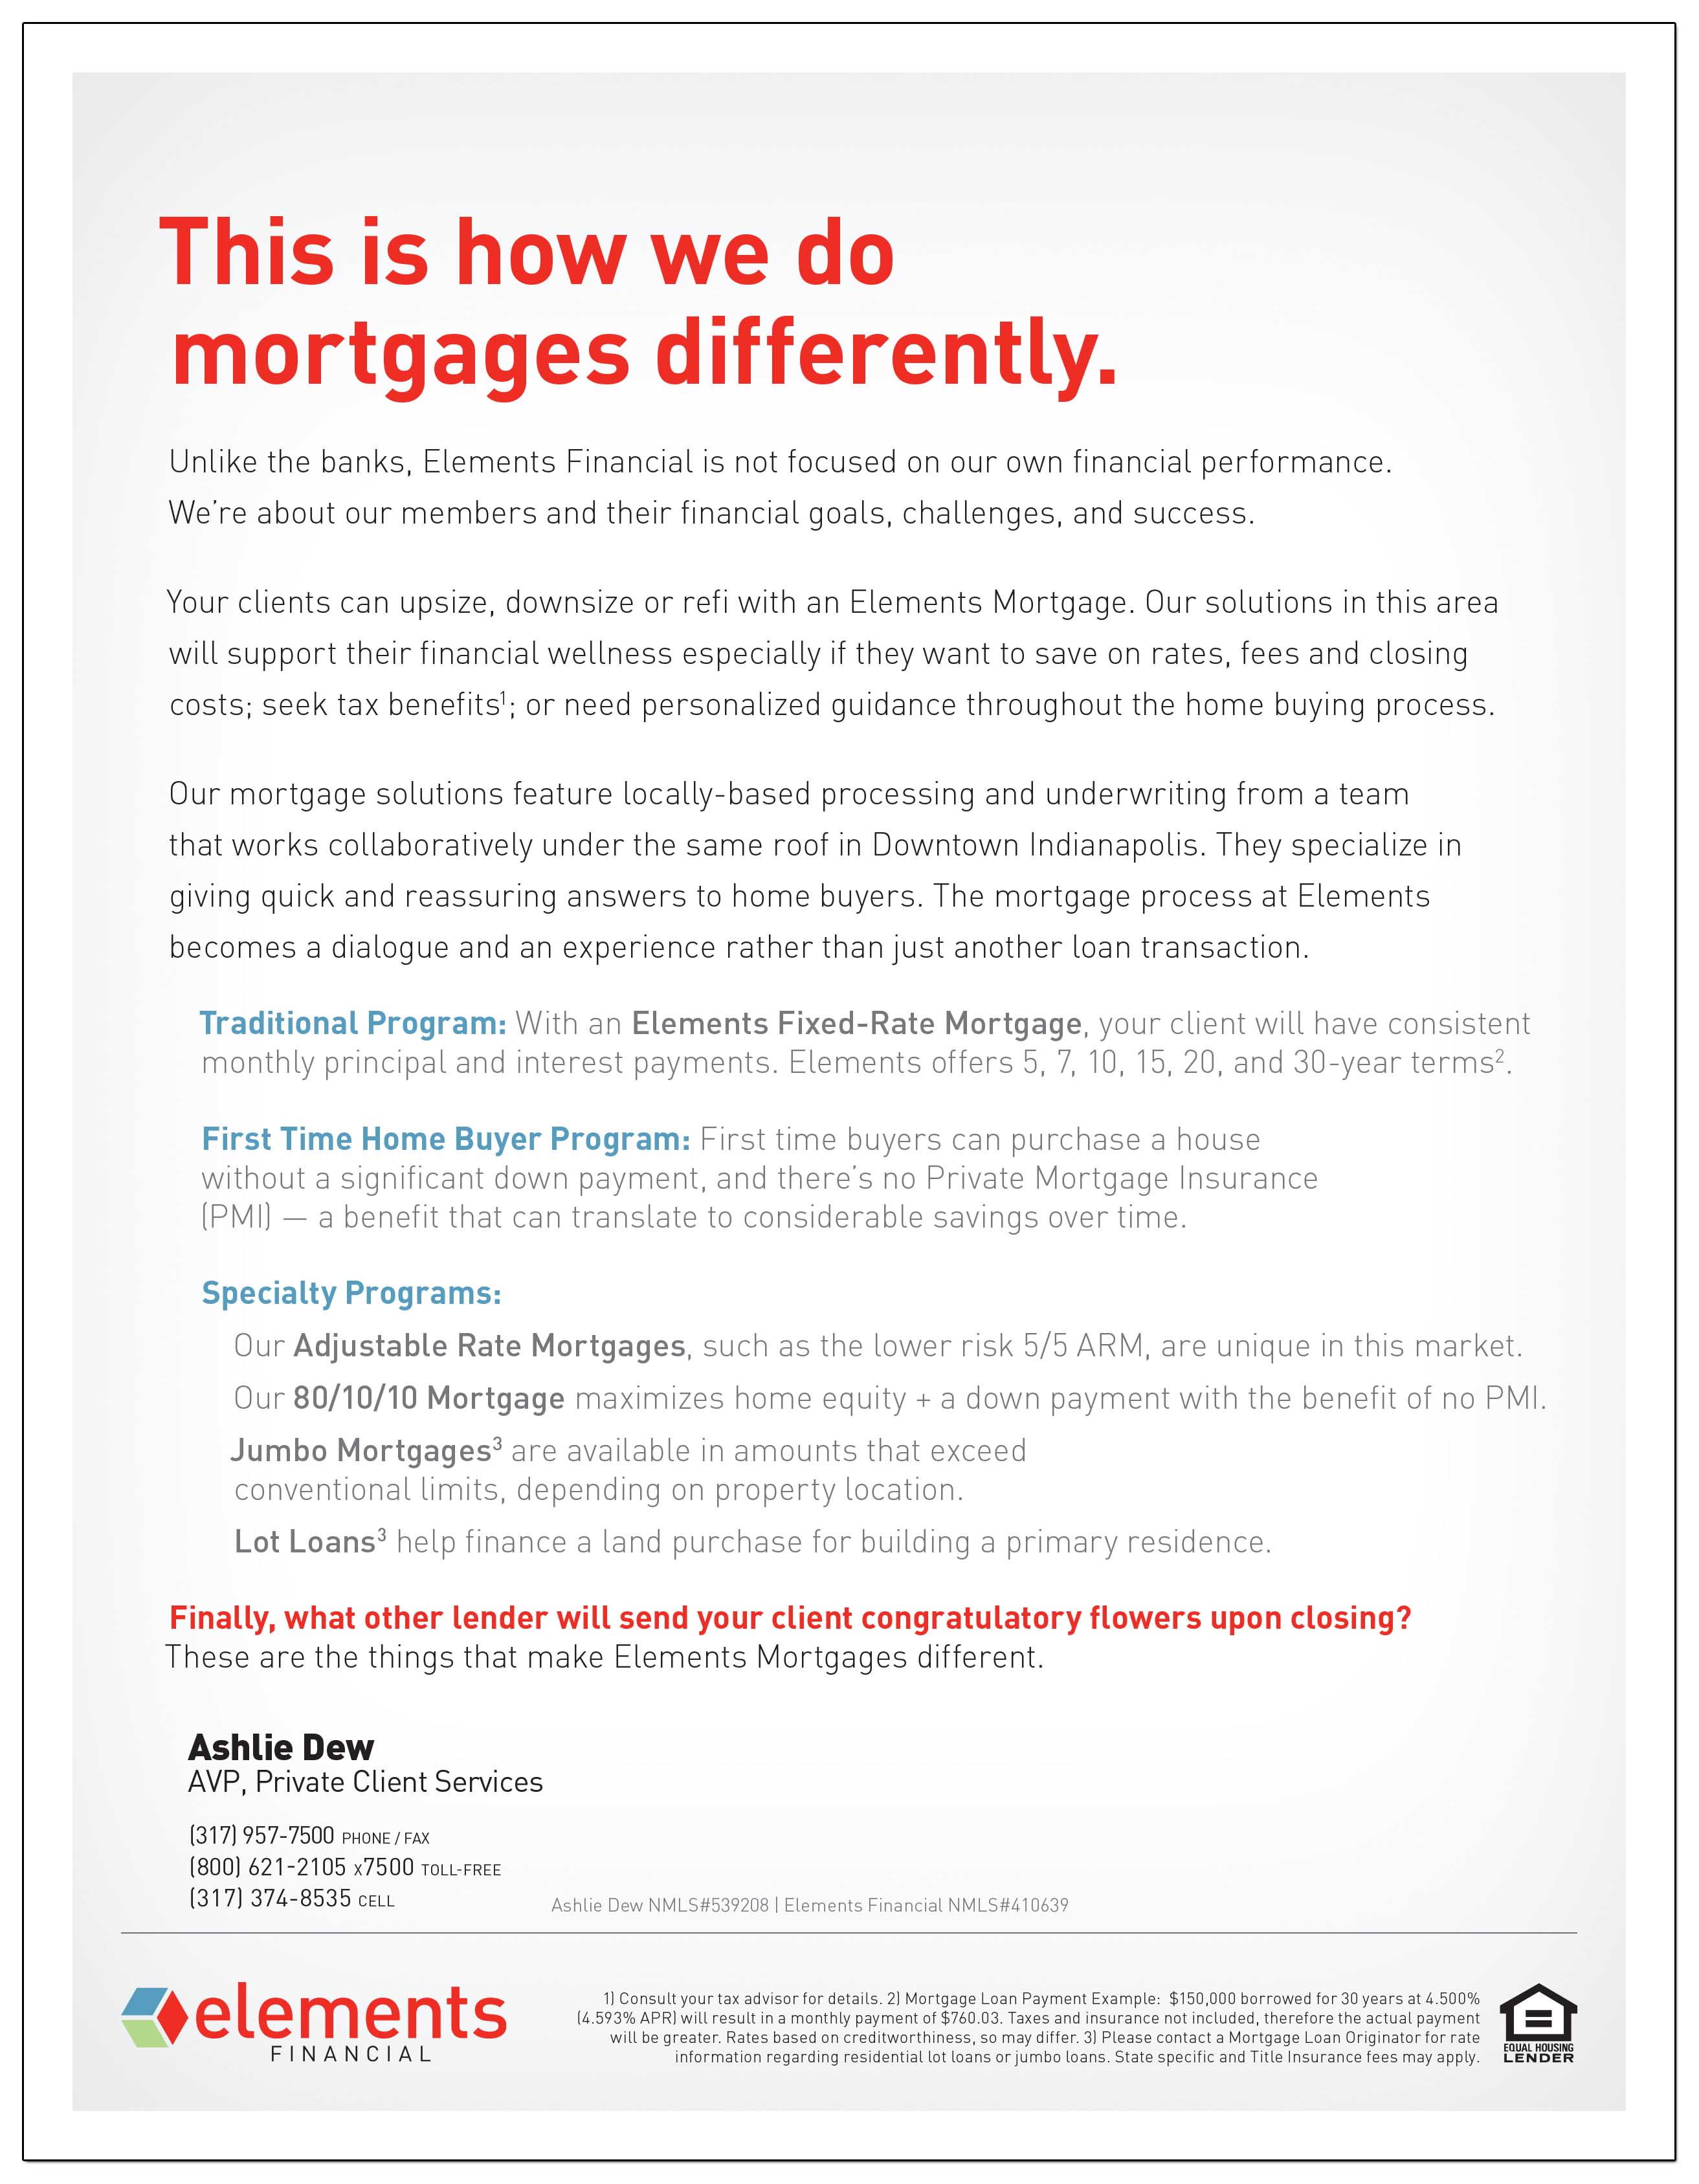 This is how we do
mortgages differently.
Unlike the banks, Elements Financial is not focused on our own financial performance.
We're about our members and their financial goals, challenges, and success.
Your clients can upsize, downsize or refi with an Elements Mortgage. Our solutions in this area
will support their financial wellness especially if they want to save on rates, fees and closing
costs; seek tax benefits¹; or need personalized guidance throughout the home buying process.
Our mortgage solutions feature locally-based processing and underwriting from a team
that works collaboratively under the same roof in Downtown Indianapolis. They specialize in
giving quick and reassuring answers to home buyers. The mortgage process at Elements
becomes a dialogue and an experience rather than just another loan transaction.
Traditional Program: With an Elements Fixed-Rate Mortgage, your client will have consistent
monthly principal and interest payments. Elements offers 5, 7, 10, 15, 20, and 30-year terms².
First Time Home Buyer Program: First time buyers can purchase a house
without a significant down payment, and there's no Private Mortgage Insurance
(PMI) — a benefit that can translate to considerable savings over time.
Specialty Programs:
Our Adjustable Rate Mortgages, such as the lower risk 5/5 ARM, are unique in this market.
Our 80/10/10 Mortgage maximizes home equity + a down payment with the benefit of no PMI.
Jumbo Mortgages³ are available in amounts that exceed
conventional limits, depending on property location.
Lot Loans³ help finance a land purchase for building a primary residence.
Finally, what other lender will send your client congratulatory flowers upon closing?
These are the things that make Elements Mortgages different.
Ashlie Dew
AVP, Private Client Services
(317) 957-7500 PHONE / FAX
(800) 621-2105 x7500 TOLL-FREE
(317) 374-8535 CELL
Ashlie Dew NMLS#539208 | Elements Financial NMLS#410639
elements
FINANCIAL
1) Consult your tax advisor for details. 2) Mortgage Loan Payment Example: $150,000 borrowed for 30 years at 4.500%
(4.593% APR) will result in a monthly payment of $760.03. Taxes and insurance not included, therefore the actual payment
will be greater. Rates based on creditworthiness, so may differ. 3) Please contact a Mortgage Loan Originator for rate
information regarding residential lot loans or jumbo loans. State specific and Title Insurance fees may apply.
EQUAL HOUSING
LENDER